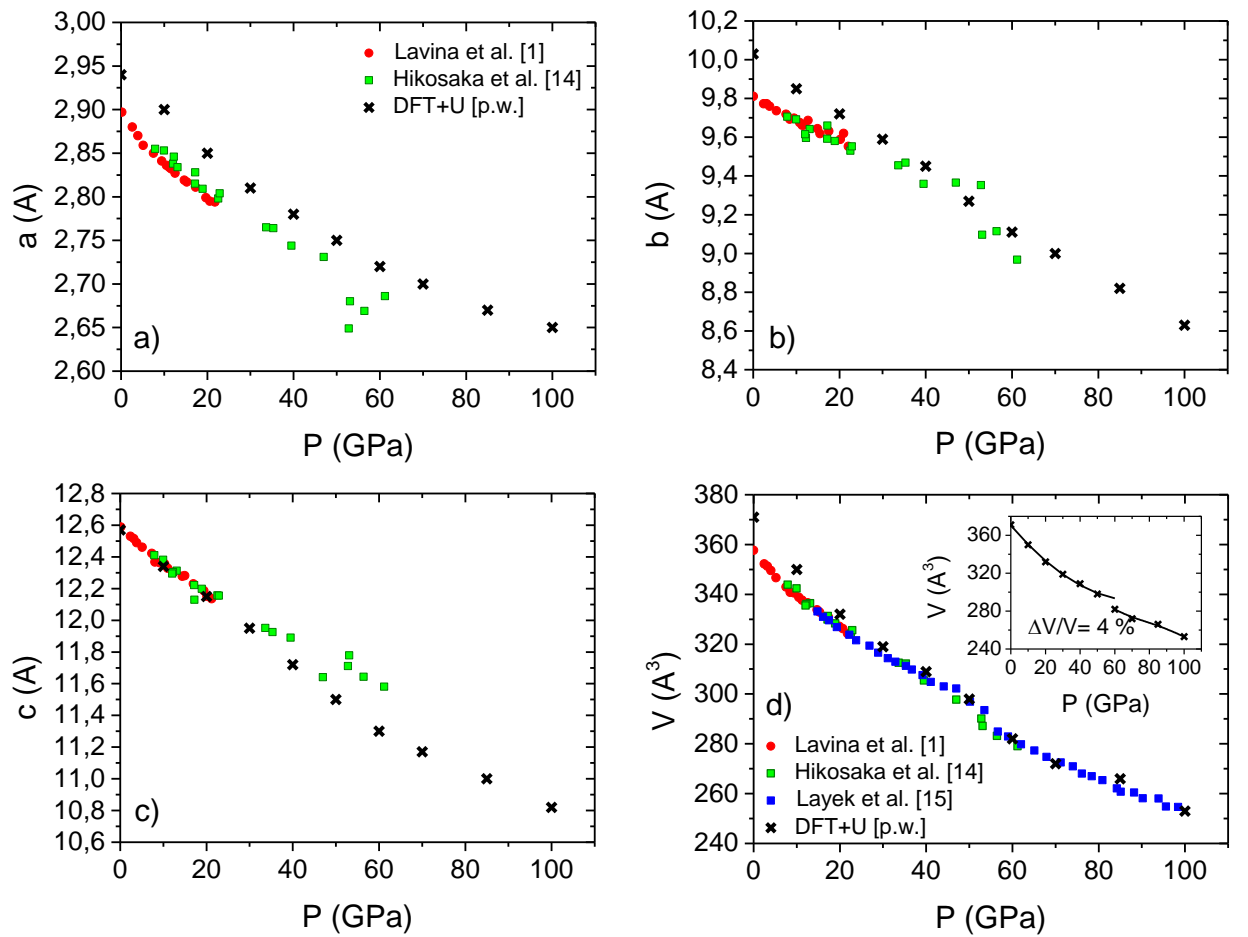 3,00
2,95
2,90
2,85
2,80
2,75
2,70
2,65
2,60
a (A)
Lavina et al. [1]
Hikosaka et al. [14]
DFT+U [p.w.]
a)
0 20 40 60 80 100
P (GPa)
10,2
10,0
9,8
9,6
9,4
9,2
9,0
8,8
8,6
8,4
b (A)
b)
0 20 40 60 80 100
P (GPa)
12,8
12,6
12,4
12,2
12,0
11,8
11,6
11,4
11,2
11,0
10,8
10,6
c (A)
c)
0 20 40 60 80 100
P (GPa)
380
360
340
320
300
280
260
240
V (A³)
360
320
280
240
V (A³)
ΔV/V= 4 %
0 20 40 60 80 100
P (GPa)
d)
Lavina et al. [1]
Hikosaka et al. [14]
Layek et al. [15]
DFT+U [p.w.]
0 20 40 60 80 100
P (GPa)